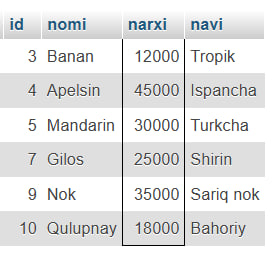 id nomi narxi navi
3 Banan 12000 Tropik
4 Apelsin 45000 Ispancha
5 Mandarin 30000 Turkcha
7 Gilos 25000 Shirin
9 Nok 35000 Sariq nok
10 Qulupnay 18000 Bahoriy